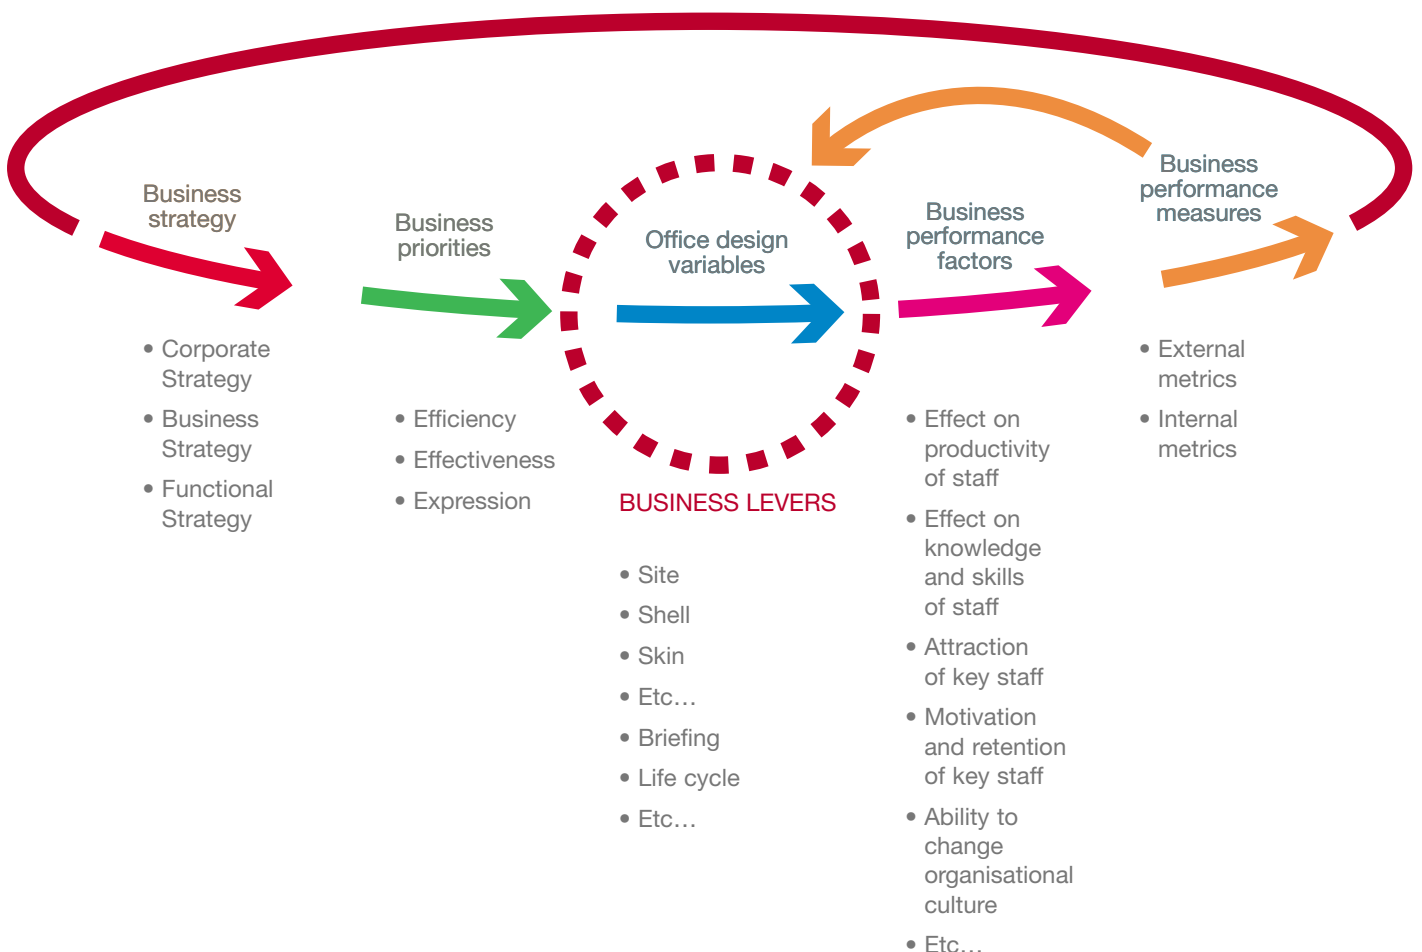 Business
strategy
• Corporate
Strategy
• Business
Strategy
• Functional
Strategy
Business
priorities
• Efficiency
• Effectiveness
• Expression
Office design
variables
BUSINESS LEVERS
• Site
• Shell
• Skin
• Etc…
• Briefing
• Life cycle
• Etc…
Business
performance
factors
• Effect on
productivity
of staff
• Effect on
knowledge
and skills
of staff
• Attraction
of key staff
• Motivation
and retention
of key staff
• Ability to
change
organisational
culture
• Etc…
Business
performance
measures
• External
metrics
• Internal
metrics